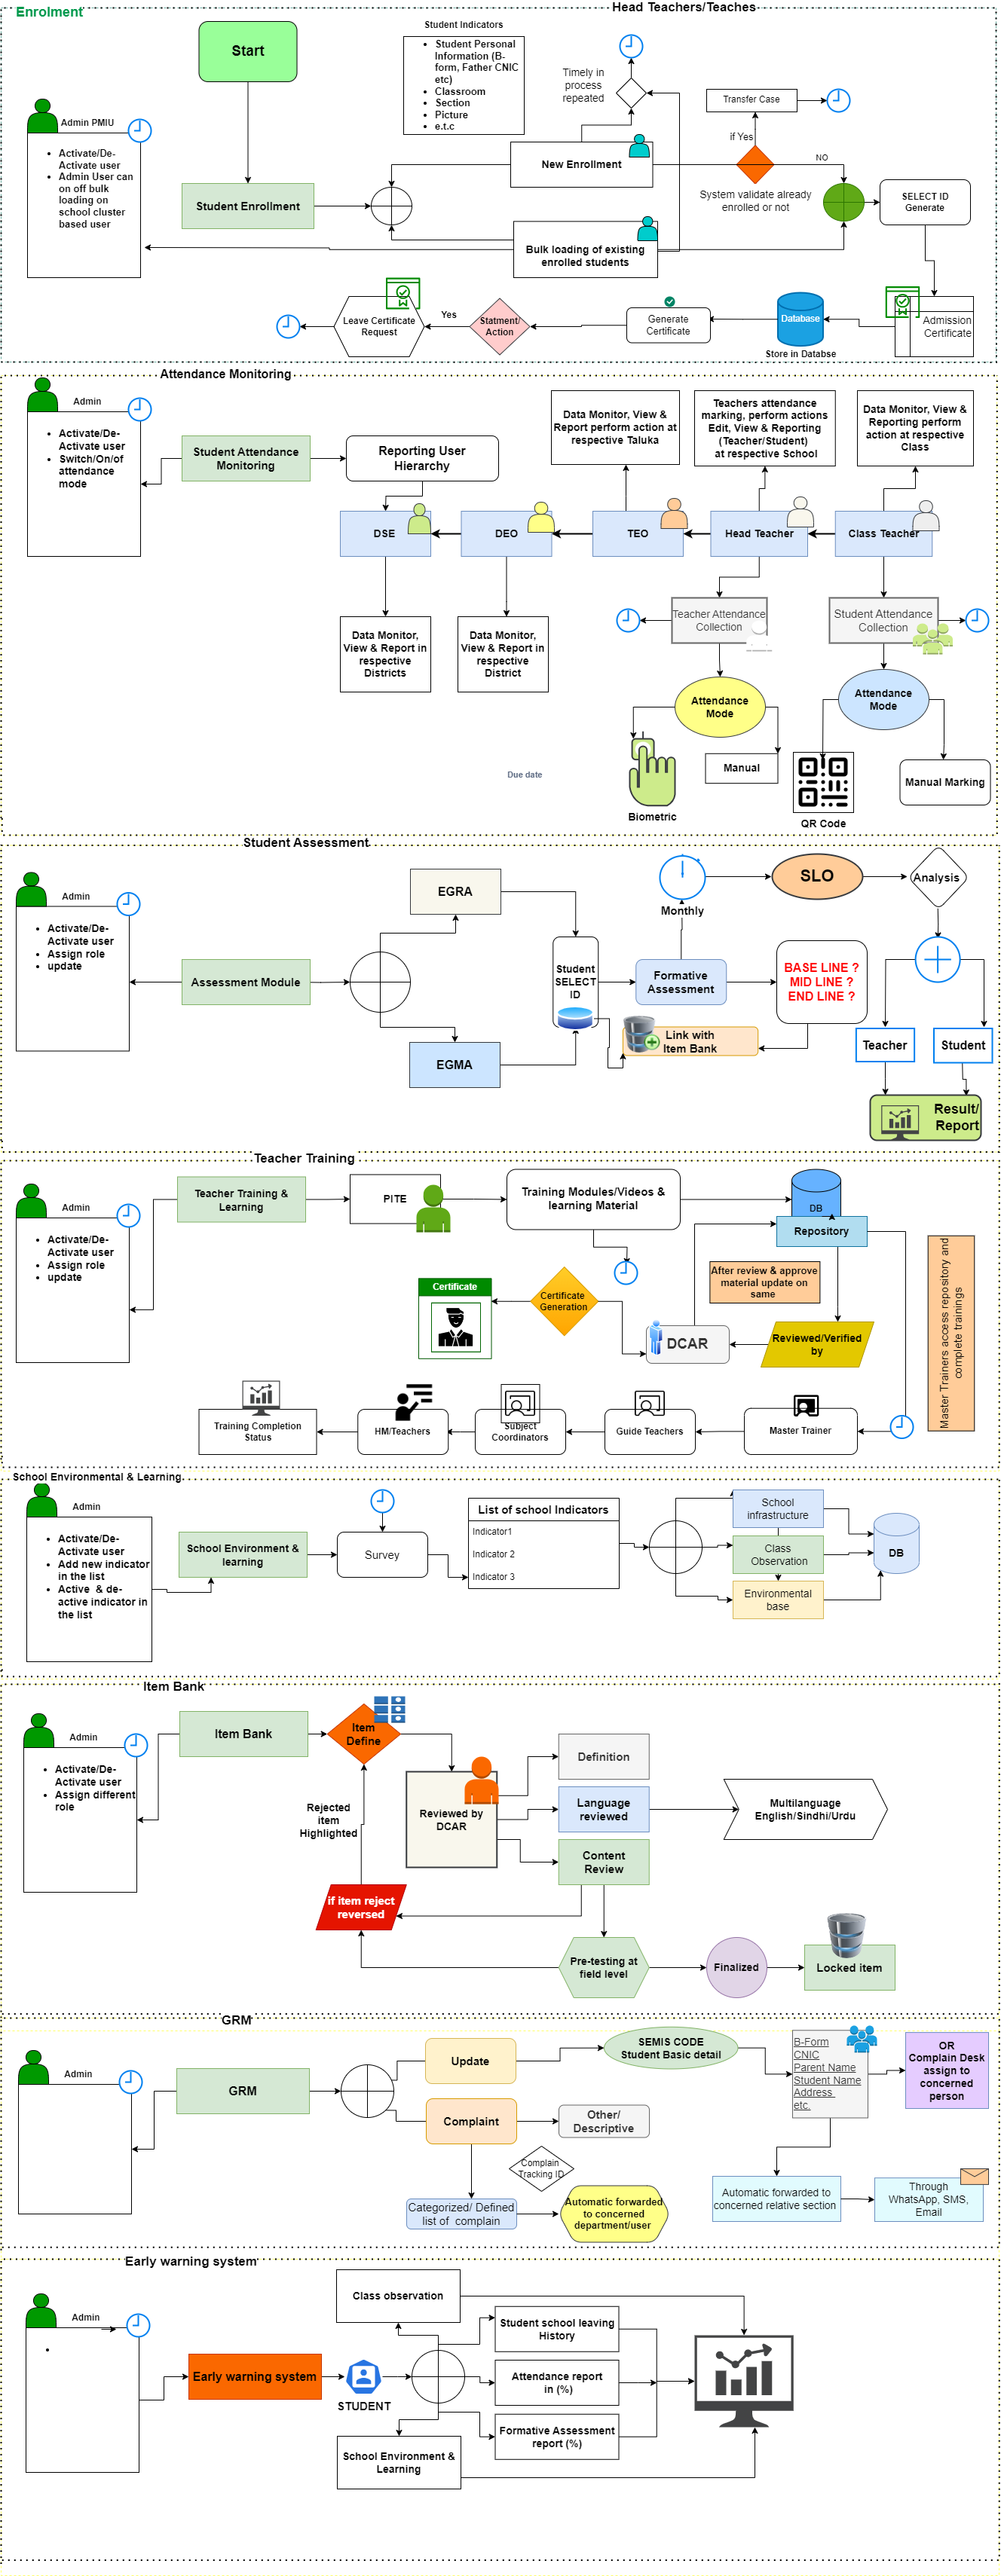 Enrolment
Head Teachers/Teaches
Start
Student Indicators
Student Personal
Information (B-
form, Father CNIC
etc)
Classroom
Section
Picture
e.t.c
Timely in
process
repeated
Transfer Case
if Yes
NO
Admin PMIU
Activate/De-
Activate user
Admin User can
on off bulk
loading on
school cluster
based user
Student Enrollment
New Enrollment
System validate already
enrolled or not
SELECT ID
Generate
Bulk loading of existing
enrolled students
Leave Certificate
Request
Yes
Statment/
Action
Generate
Certificate
Database
Store in Databse
Admission
Certificate
Attendance Monitoring
Admin
Activate/De-
Activate user
Switch/On/of
attendance
mode
Student Attendance
Monitoring
Reporting User
Hierarchy
Data Monitor, View &
Report perform action at
respective Taluka
Teachers attendance
marking, perform actions
Edit, View & Reporting
(Teacher/Student)
at respective School
Data Monitor, View &
Reporting perform
action at respective
Class
DSE
DEO
TEO
Head Teacher
Class Teacher
Data Monitor,
View & Report in
respective
Districts
Data Monitor,
View & Report in
respective
District
Teacher Attendance
Collection
Student Attendance
Collection
Attendance
Mode
Attendance
Mode
Manual
Manual Marking
Due date
Biometric
QR Code
Student Assessment
Admin
Activate/De-
Activate user
Assign role
update
Assessment Module
EGRA
EGMA
Student
SELECT
ID
Monthly
SLO
Analysis
Formative
Assessment
BASE LINE ?
MID LINE ?
END LINE ?
Link with
Item Bank
Teacher
Student
Result/
Report
Teacher Training
Admin
Activate/De-
Activate user
Assign role
update
Teacher Training &
Learning
PITE
Training Modules/Videos &
learning Material
DB
Repository
After review & approve
material update on
same
Certificate
Certificate
Generation
DCAR
Reviewed/Verified
by
Master Trainers access repository and
complete trainings
Training Completion
Status
HM/Teachers
Subject
Coordinators
Guide Teachers
Master Trainer
School Environmental & Learning
Admin
Activate/De-
Activate user
Add new indicator
in the list
Active & de-
active indicator in
the list
School Environment &
learning
Survey
List of school Indicators
Indicator1
Indicator 2
Indicator 3
School
infrastructure
Class
Observation
Environmental
base
DB
Item Bank
Admin
Activate/De-
Activate user
Assign different
role
Item Bank
Item
Define
Rejected
item
Highlighted
Reviewed by
DCAR
Definition
Language
reviewed
Content
Review
Multilanguage
English/Sindhi/Urdu
if item reject
reversed
Pre-testing at
field level
Finalized
Locked item
GRM
Admin
GRM
Update
Complaint
SEMIS CODE
Student Basic detail
Other/
Descriptive
B-Form
CNIC
Parent Name
Student Name
Address
etc.
OR
Complain Desk
assign to
concerned
person
Complain
Tracking ID
Categorized/ Defined
list of complain
Automatic forwarded
to concerned
department/user
Automatic forwarded to
concerned relative section
Through
WhatsApp, SMS,
Email
Early warning system
Admin
Early warning system
STUDENT
Class observation
Student school leaving
History
Attendance report
in (%)
Formative Assessment
report (%)
School Environment &
Learning